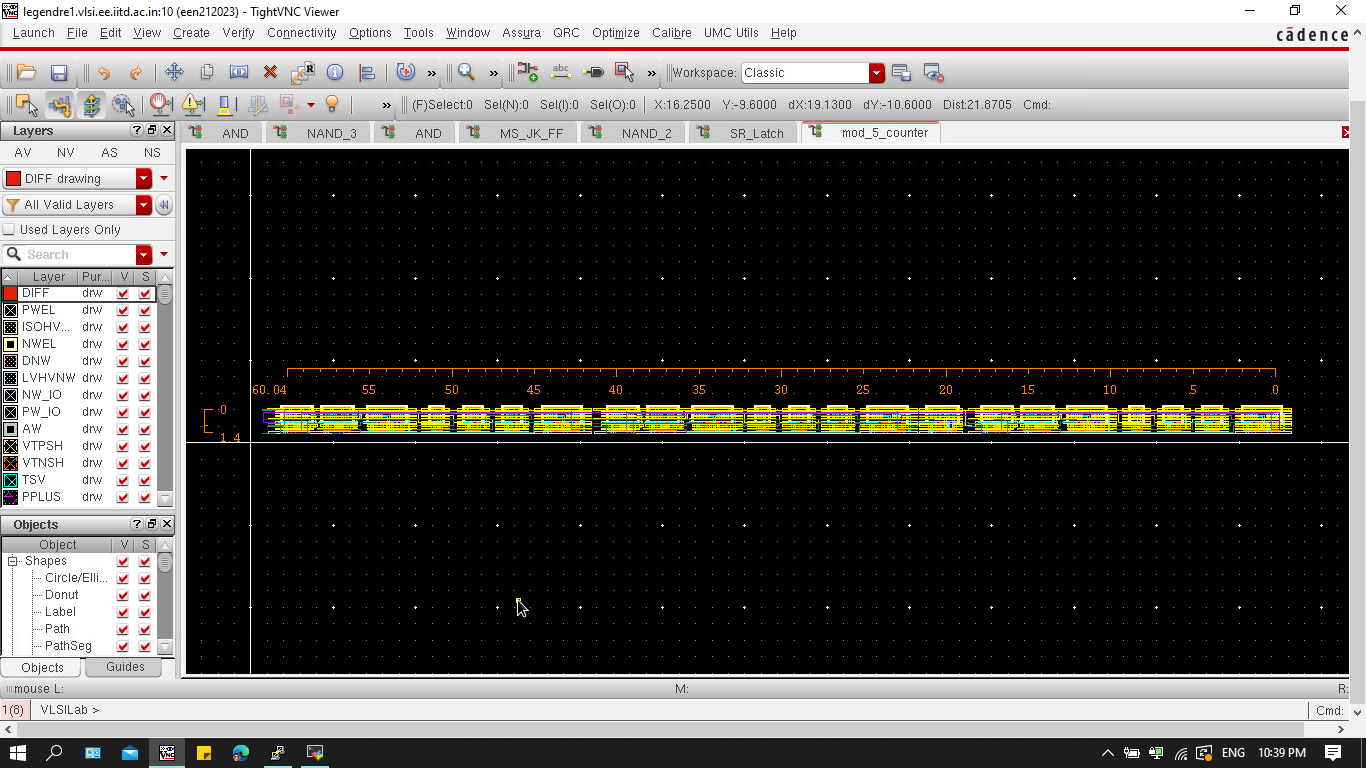 legendre1.vlsi.ee.iitd.ac.in:10 (een212023) - TightVNC Viewer
Launch File Edit View Create Verify Connectivity Options Tools Window Assura QRC Optimize Calibre UMC Utils Help cādence
» » » Workspace: Classic
» (F)Select:0 Sel(N):0 Sel(I):0 Sel(O):0 X:16.2500 Y:-9.6000 dX:19.1300 dY:-10.6000 Dist:21.8705 Cmd:
Layers
AND NAND_3 AND MS_JK_FF NAND_2 SR_Latch mod_5_counter
AV NV AS NS
DIFF drawing
All Valid Layers
Used Layers Only
Search
Layer Pur... V S
DIFF drw
PWEL drw
ISOHV... drw
NWEL drw
DNW drw
LVHVNW drw
NW_IO drw
PW_IO drw
AW drw
VTPSH drw
VTNSH drw
TSV drw
PPLUS drw
60.04 55 50 45 40 35 30 25 20 15 10 5 0
0
1.4
Objects
Object V S
Shapes
Circle/Elli...
Donut
Label
Path
PathSeg
Objects Guides
mouse L: M: R:
1(8) VLSILab > Cmd:
ENG 10:39 PM